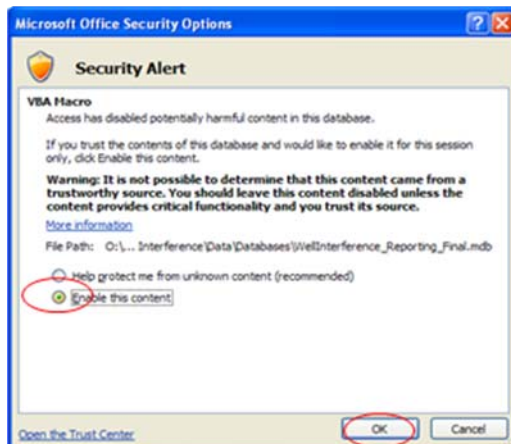 Microsoft Office Security Options
Security Alert
VBA Macro
Access has disabled potentially harmful content in this database.
If you trust the contents of this database and would like to enable it for this session
only, click Enable this content.
Warning: It is not possible to determine that this content came from a
trustworthy source. You should leave this content disabled unless the
content provides critical functionality and you trust its source.
More information
File Path: O:\... Interference\Data\Databases\WellInterference_Reporting_Final.mdb
Help protect me from unknown content (recommended)
Enable this content
Open the Trust Center
OK
Cancel